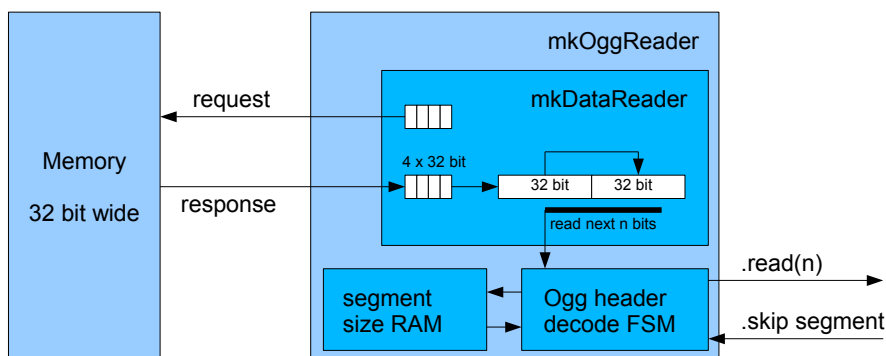 mkOggReader
mkDataReader
request
4 x 32 bit
Memory
32 bit wide
response
32 bit
32 bit
read next n bits
segment
size RAM
Ogg header
decode FSM
.read(n)
.skip segment